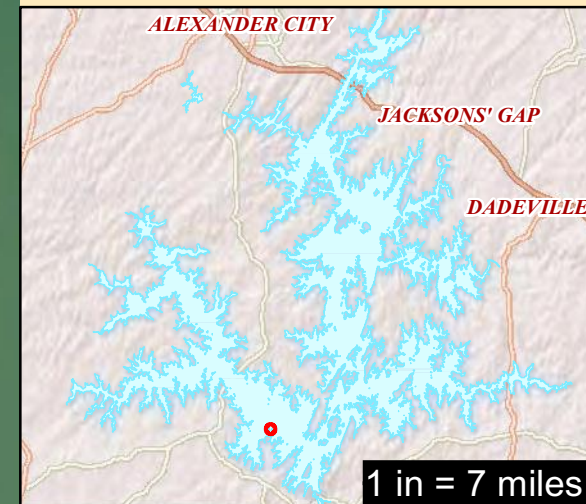 ALEXANDER CITY
JACKSONS' GAP
DADEVILLE
1 in = 7 miles